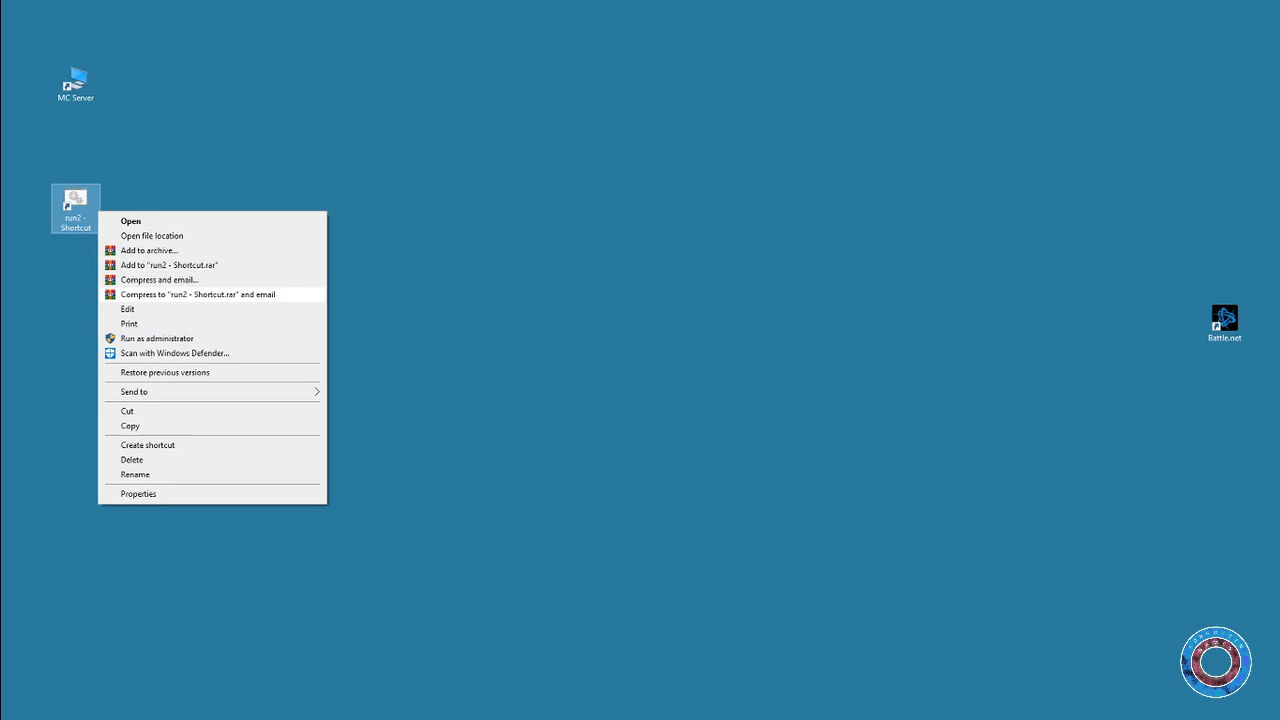 MC Server
run2 -
Shortcut
Open
Open file location
Add to archive...
Add to "run2 - Shortcut.rar"
Compress and email...
Compress to "run2 - Shortcut.rar" and email
Edit
Print
Run as administrator
Scan with Windows Defender...
Restore previous versions
Send to
Cut
Copy
Create shortcut
Delete
Rename
Properties
Battle.net